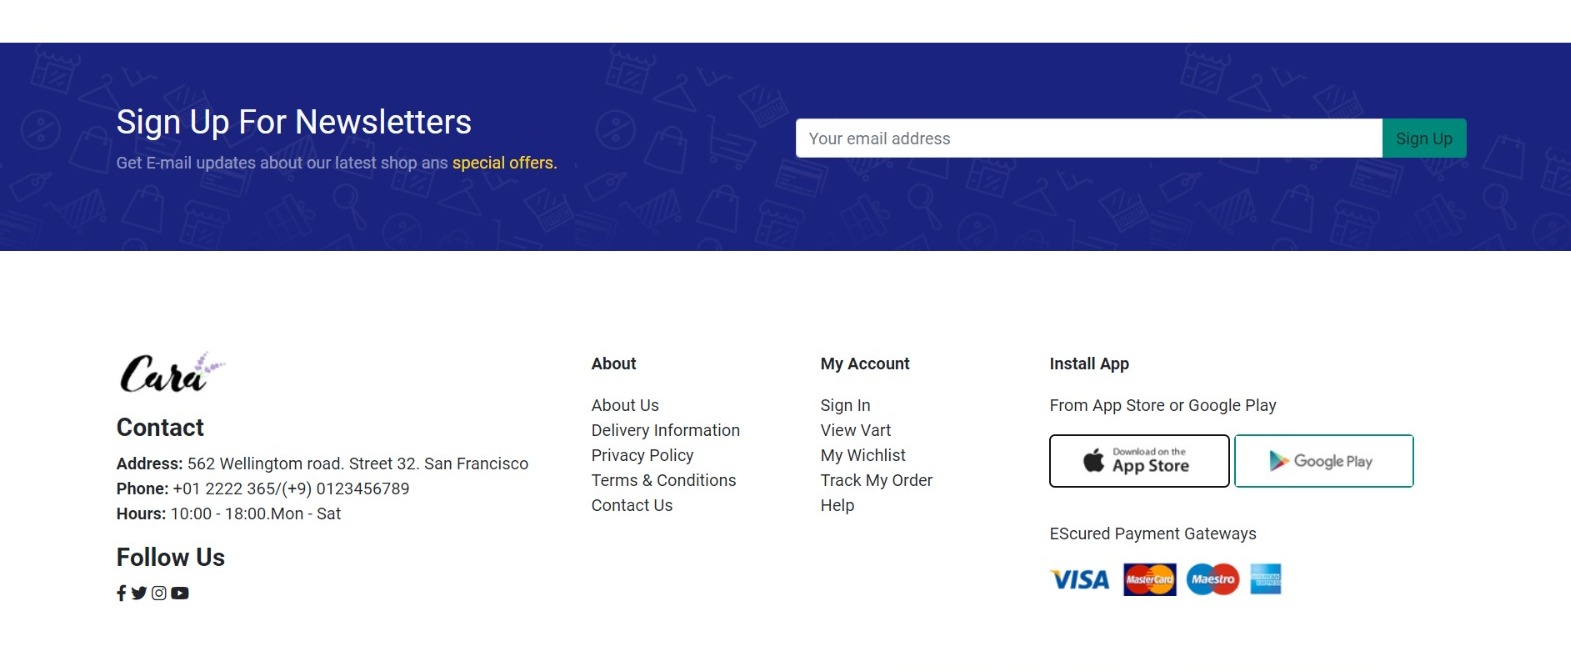 Sign Up For Newsletters
Get E-mail updates about our latest shop ans special offers.
Your email address
Sign Up
Cara
Contact
Address: 562 Wellingtom road. Street 32. San Francisco
Phone: +01 2222 365/(+9) 0123456789
Hours: 10:00 - 18:00.Mon - Sat
Follow Us
About
About Us
Delivery Information
Privacy Policy
Terms & Conditions
Contact Us
My Account
Sign In
View Vart
My Wichlist
Track My Order
Help
Install App
From App Store or Google Play
Download on the
App Store
Google Play
EScured Payment Gateways
VISA
MasterCard
Maestro
AMERICAN
EXPRESS